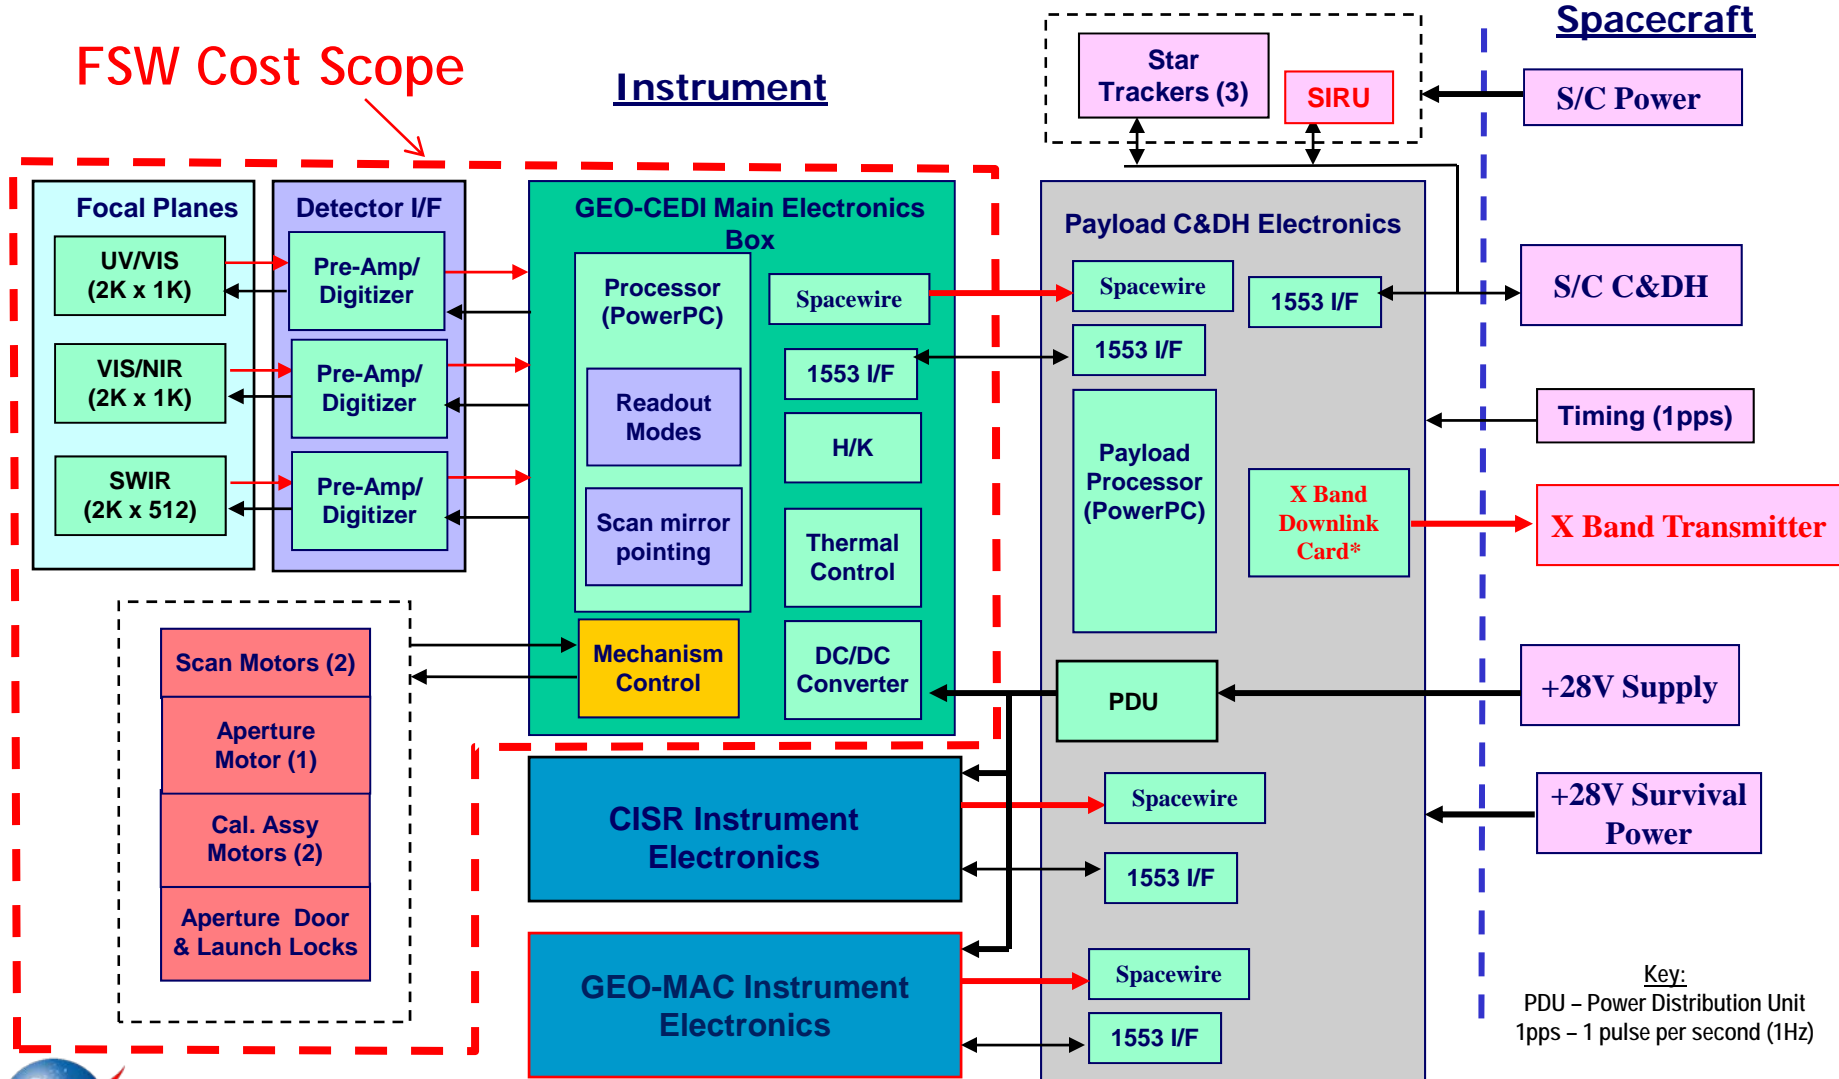 FSW Cost Scope
Instrument
Spacecraft
Star
Trackers (3)
SIRU
S/C Power
Focal Planes
UV/VIS
(2K x 1K)
VIS/NIR
(2K x 1K)
SWIR
(2K x 512)
Detector I/F
Pre-Amp/
Digitizer
Pre-Amp/
Digitizer
Pre-Amp/
Digitizer
GEO-CEDI Main Electronics
Box
Processor
(PowerPC)
Readout
Modes
Scan mirror
pointing
Mechanism
Control
Spacewire
1553 I/F
H/K
Thermal
Control
DC/DC
Converter
Payload C&DH Electronics
Spacewire
1553 I/F
1553 I/F
Payload
Processor
(PowerPC)
X Band
Downlink
Card*
PDU
Spacewire
1553 I/F
Spacewire
1553 I/F
S/C C&DH
Timing (1pps)
X Band Transmitter
+28V Supply
+28V Survival
Power
Scan Motors (2)
Aperture
Motor (1)
Cal. Assy
Motors (2)
Aperture Door
& Launch Locks
CISR Instrument
Electronics
GEO-MAC Instrument
Electronics
Key:
PDU – Power Distribution Unit
1pps – 1 pulse per second (1Hz)